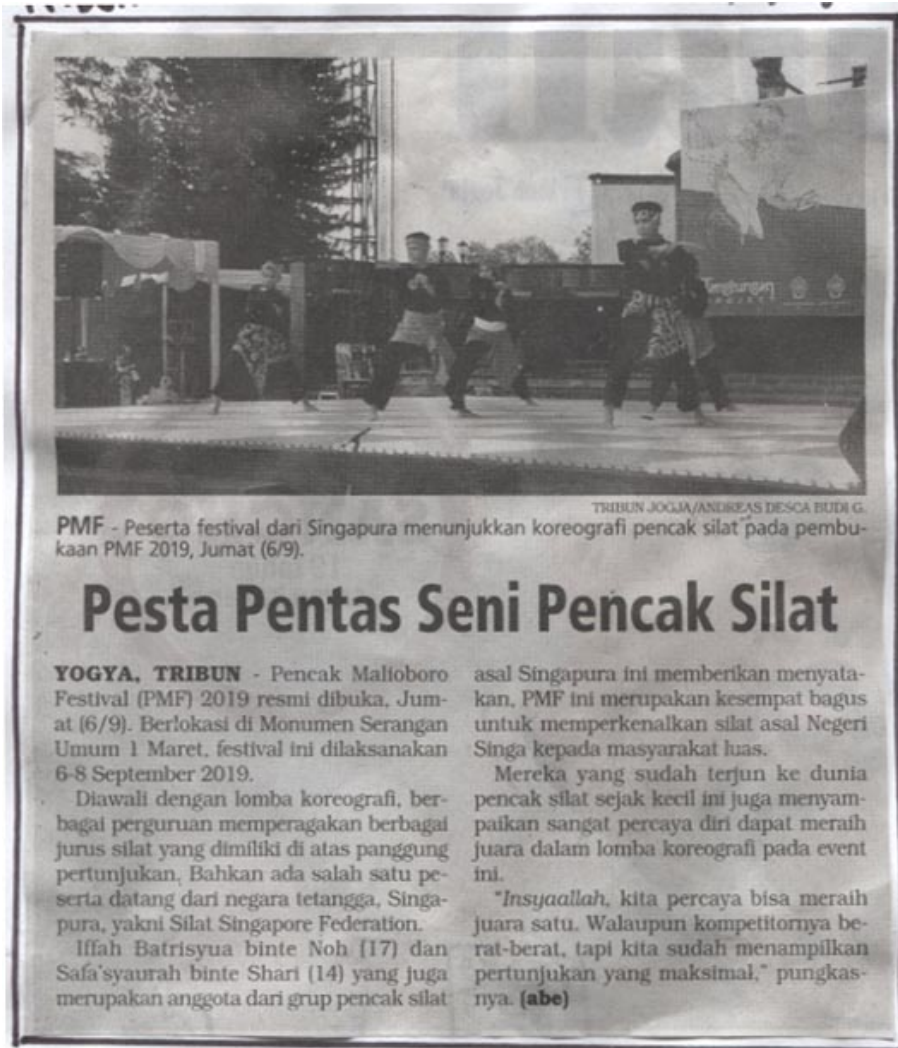 Tangtungan
PROJECT
TRIBUN JOGJA/ANDREAS DESCA BUDI G.
PMF - Peserta festival dari Singapura menunjukkan koreografi pencak silat pada pembu-
kaan PMF 2019, Jumat (6/9).
Pesta Pentas Seni Pencak Silat
YOGYA, TRIBUN - Pencak Malioboro
Festival (PMF) 2019 resmi dibuka, Jum-
at (6/9). Berlokasi di Monumen Serangan
Umum 1 Maret, festival ini dilaksanakan
6-8 September 2019.
Diawali dengan lomba koreografi, ber-
bagai perguruan memperagakan berbagai
jurus silat yang dimiliki di atas panggung
pertunjukan. Bahkan ada salah satu pe-
serta datang dari negara tetangga, Singa-
pura, yakni Silat Singapore Federation.
Iffah Batrisyua binte Noh (17) dan
Safa'syaurah binte Shari (14) yang juga
merupakan anggota dari grup pencak silat
asal Singapura ini memberikan menyata-
kan, PMF ini merupakan kesempat bagus
untuk memperkenalkan silat asal Negeri
Singa kepada masyarakat luas.
Mereka yang sudah terjun ke dunia
pencak silat sejak kecil ini juga menyam-
paikan sangat percaya diri dapat meraih
juara dalam lomba koreografi pada event
ini.
"Insyaallah, kita percaya bisa meraih
juara satu. Walaupun kompetitornya be-
rat-berat, tapi kita sudah menampilkan
pertunjukan yang maksimal," pungkas-
nya. (abe)